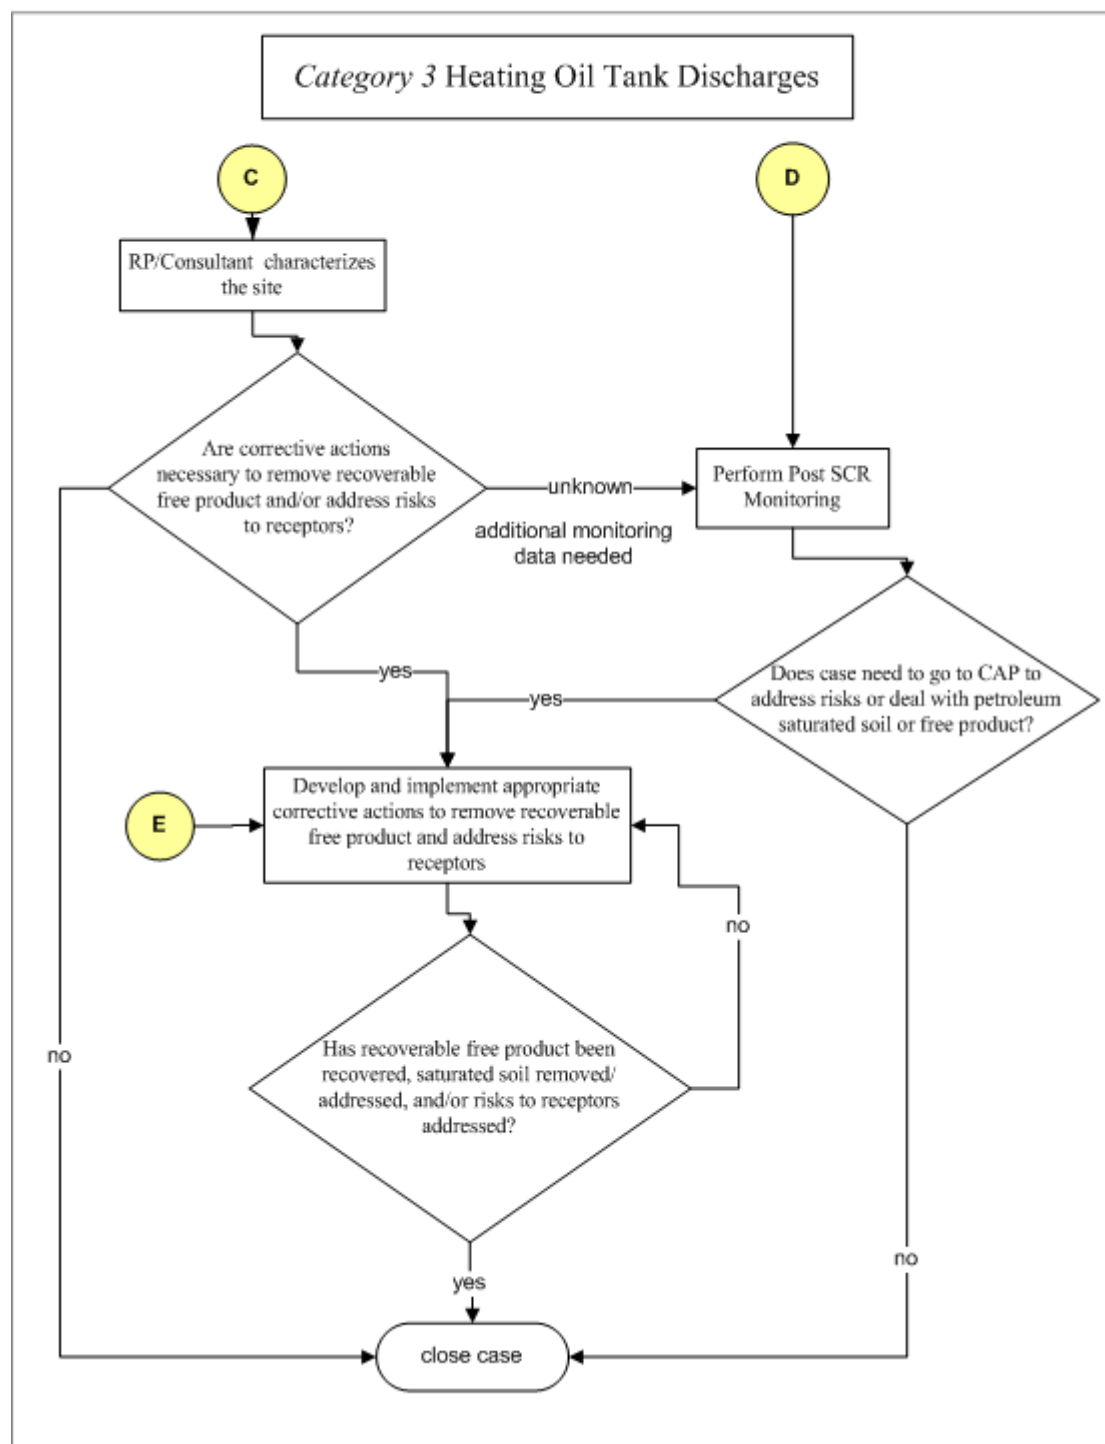 Category 3 Heating Oil Tank Discharges
C
D
RP/Consultant characterizes
the site
Are corrective actions
necessary to remove recoverable
free product and/or address risks
to receptors?
unknown
additional monitoring
data needed
Perform Post SCR
Monitoring
yes
Does case need to go to CAP to
address risks or deal with petroleum
saturated soil or free product?
yes
Develop and implement appropriate
corrective actions to remove recoverable
free product and address risks to
receptors
E
no
no
Has recoverable free product been
recovered, saturated soil removed/
addressed, and/or risks to receptors
addressed?
no
yes
close case